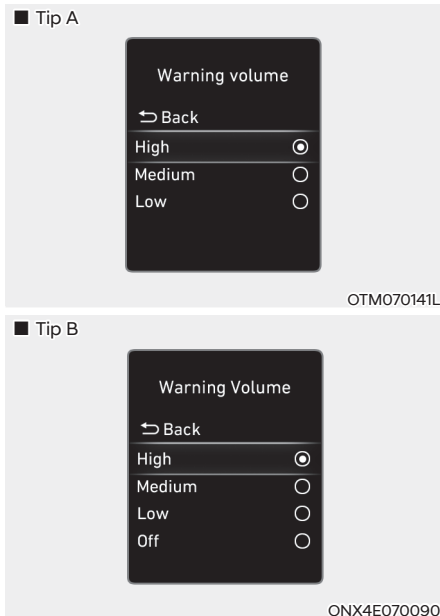 ■ Tip A
Warning volume
Back
High
Medium
Low
OTM070141L
■ Tip B
Warning Volume
Back
High
Medium
Low
Off
ONX4E070090